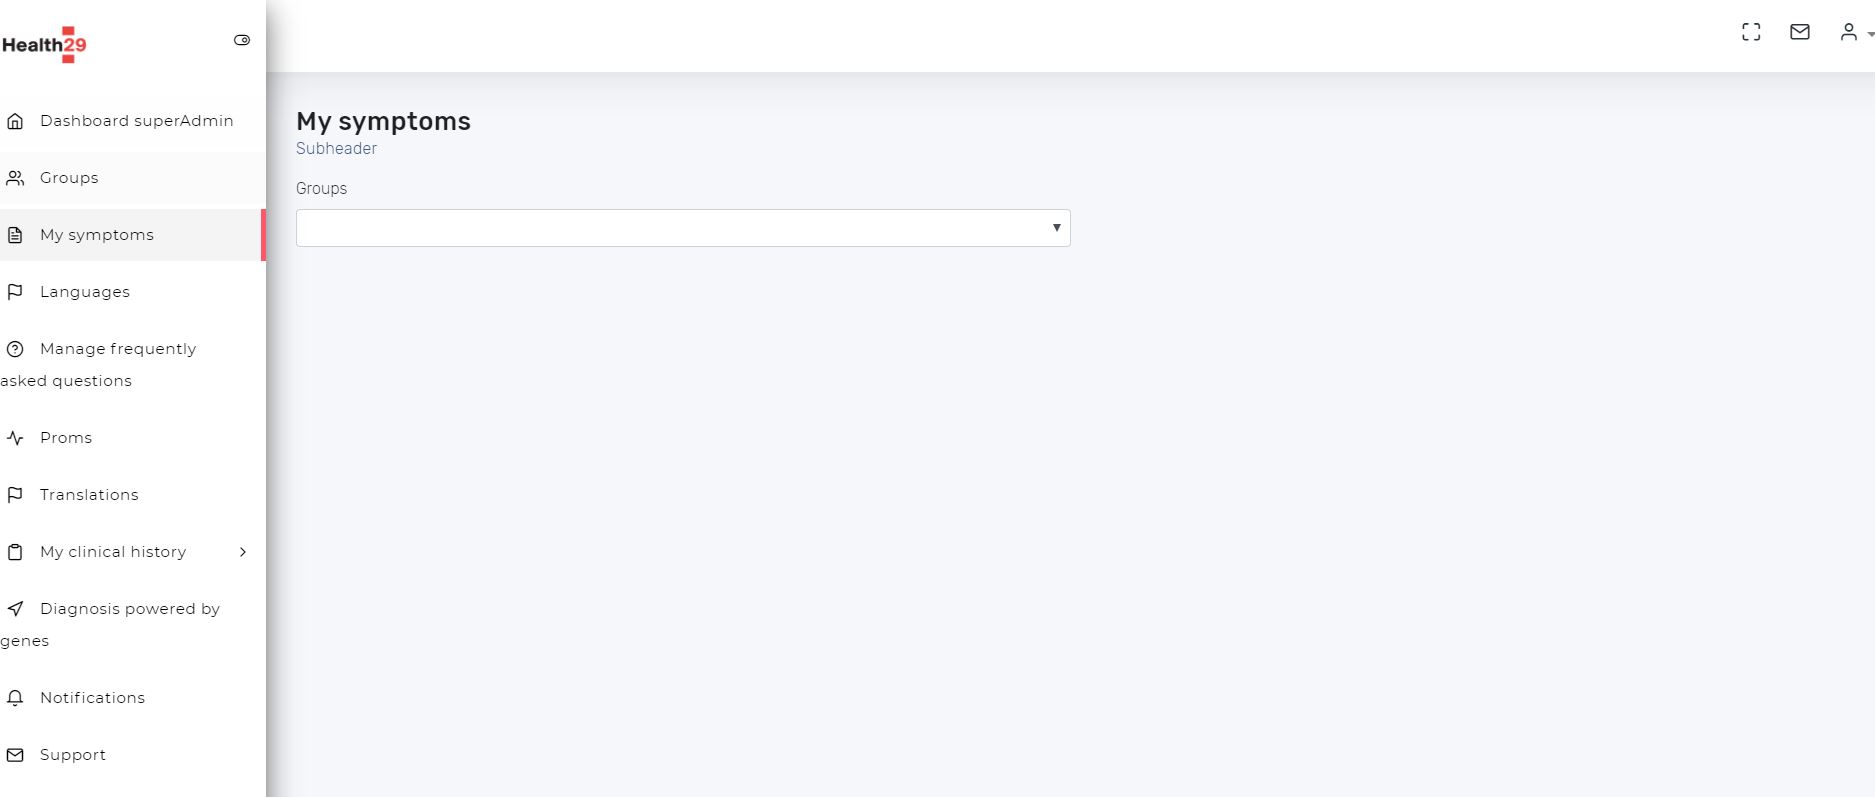 Health29
Dashboard superAdmin
Groups
My symptoms
Languages
Manage frequently
asked questions
Proms
Translations
My clinical history
Diagnosis powered by
genes
Notifications
Support
My symptoms
Subheader
Groups